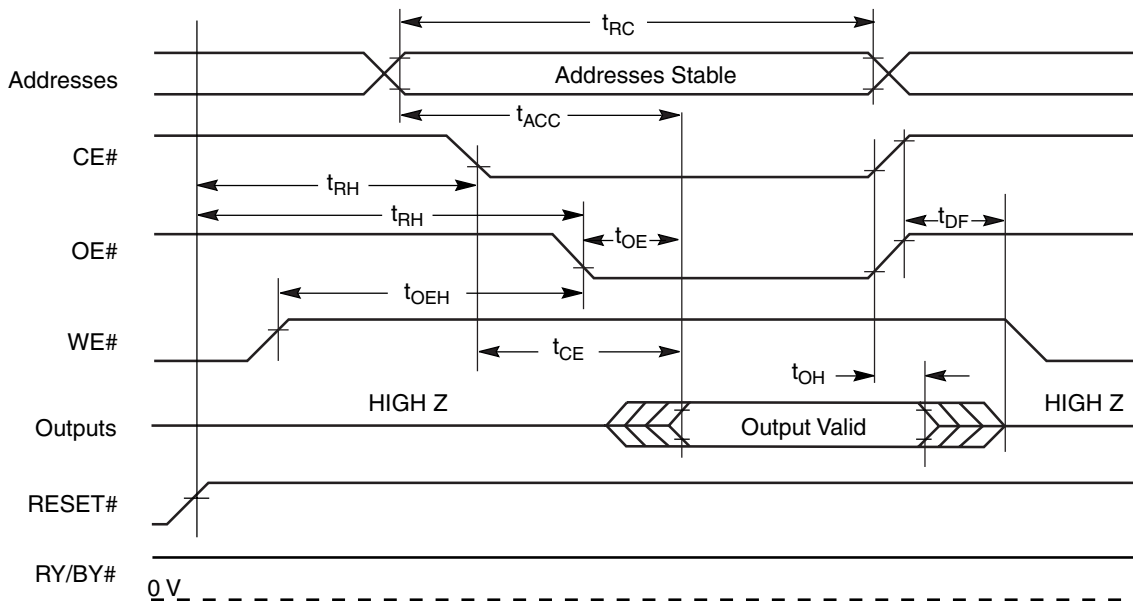 tRC
Addresses
Addresses Stable
tACC
CE#
tRH
tRH
tDF
OE#
tOE
tOEH
WE#
tCE
tOH
HIGH Z
HIGH Z
Outputs
Output Valid
RESET#
RY/BY#
0 V